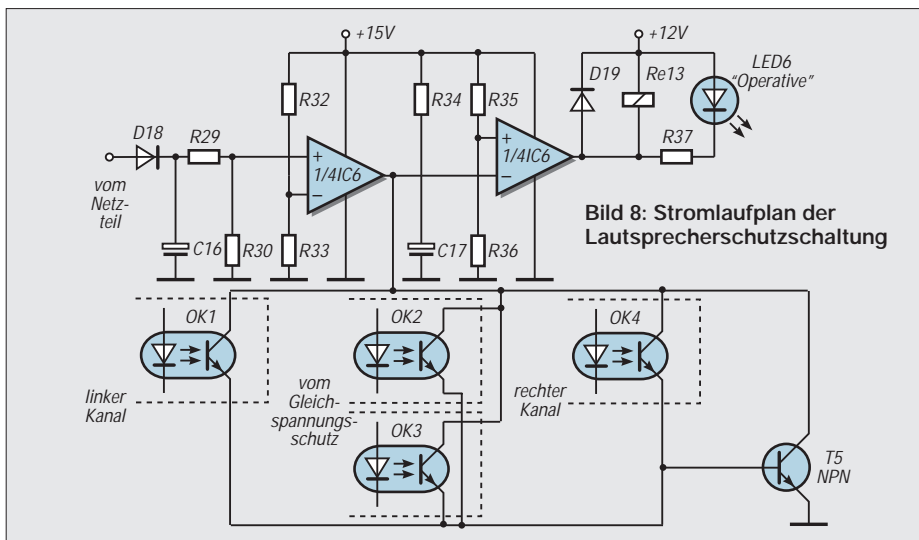 +15V
+12V
LED6
"Operative"
D19
Re13
R32
R34
R35
D18
R29
R37
+
1/4IC6
–
+
1/4IC6
–
vom
Netz-
teil
Bild 8: Stromlaufplan der
Lautsprecherschutzschaltung
C16
R30
R33
C17
R36
OK1
OK2
OK4
linker
Kanal
vom
Gleich-
spannungs-
schutz
rechter
Kanal
OK3
T5
NPN